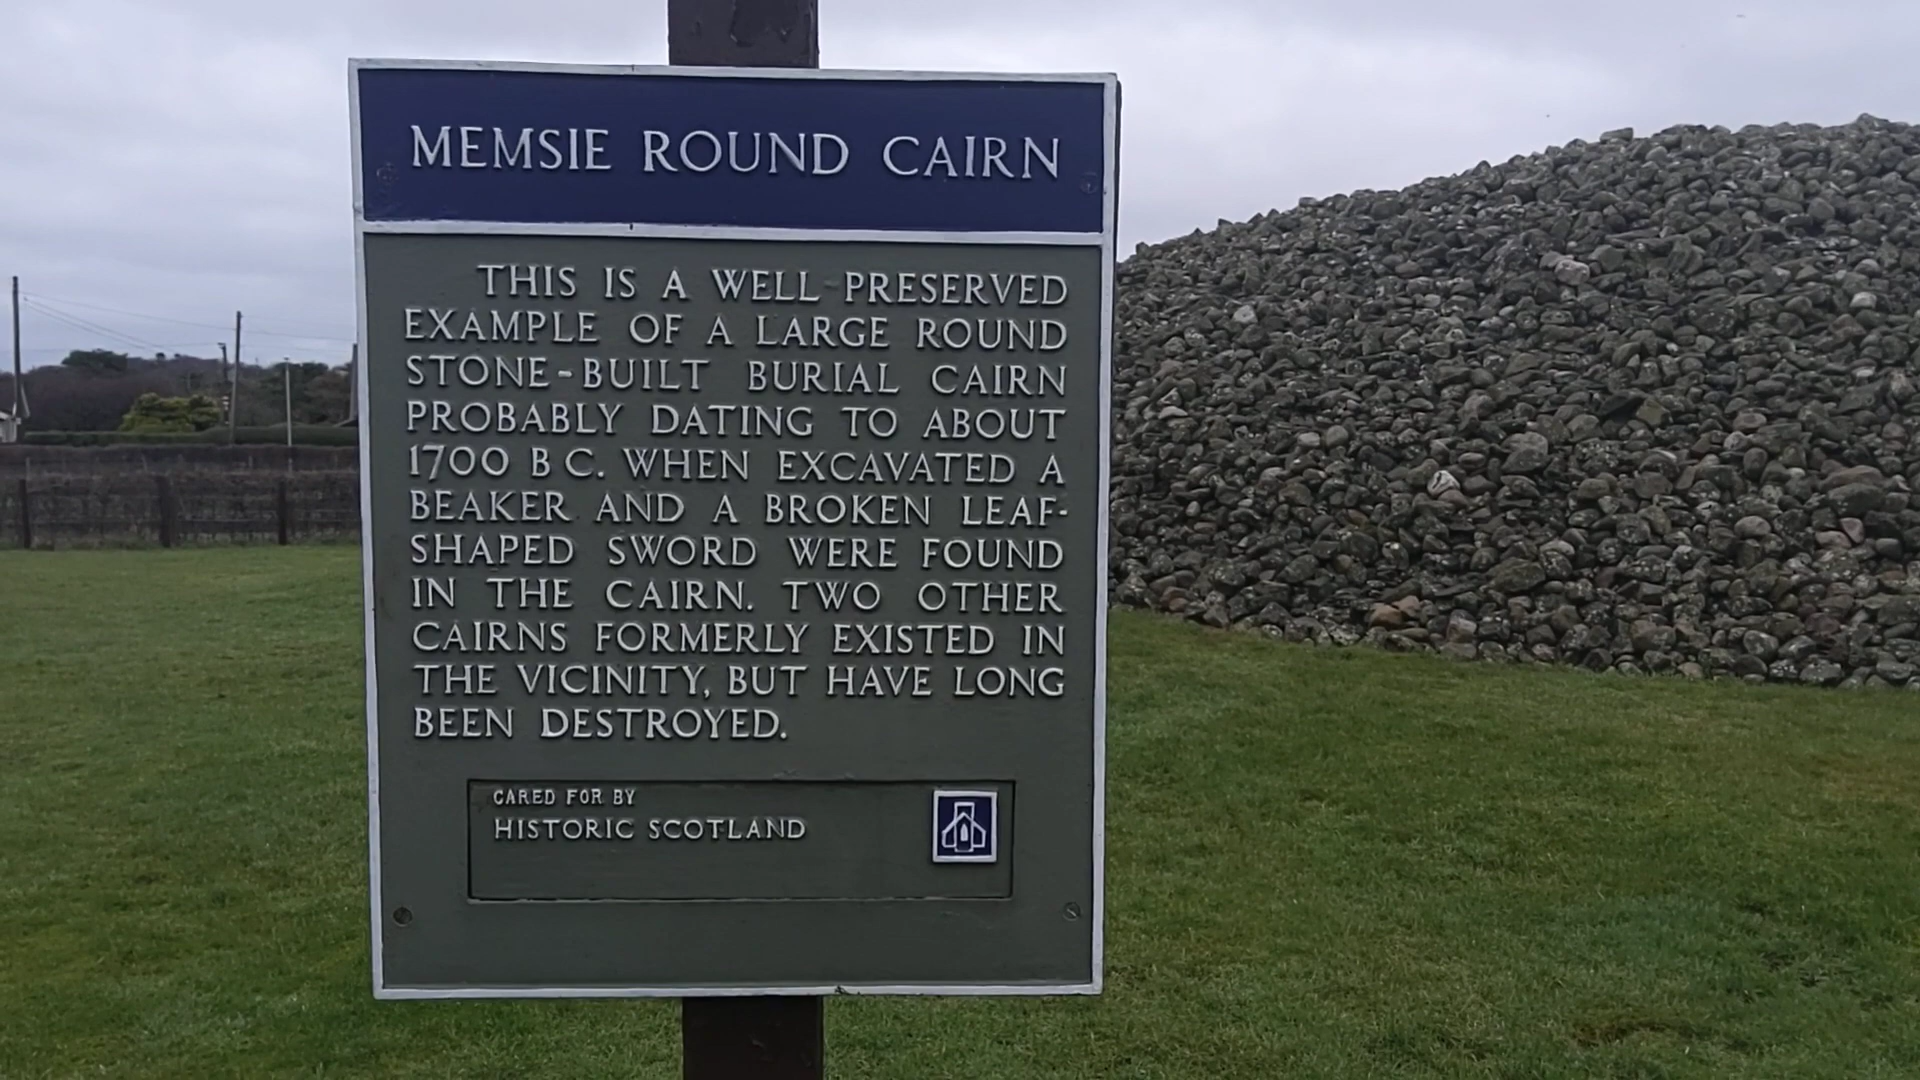 MEMSIE ROUND CAIRN
THIS IS A WELL-PRESERVED
EXAMPLE OF A LARGE ROUND
STONE-BUILT BURIAL CAIRN
PROBABLY DATING TO ABOUT
1700 B C. WHEN EXCAVATED A
BEAKER AND A BROKEN LEAF-
SHAPED SWORD WERE FOUND
IN THE CAIRN. TWO OTHER
CAIRNS FORMERLY EXISTED IN
THE VICINITY, BUT HAVE LONG
BEEN DESTROYED.
CARED FOR BY
HISTORIC SCOTLAND